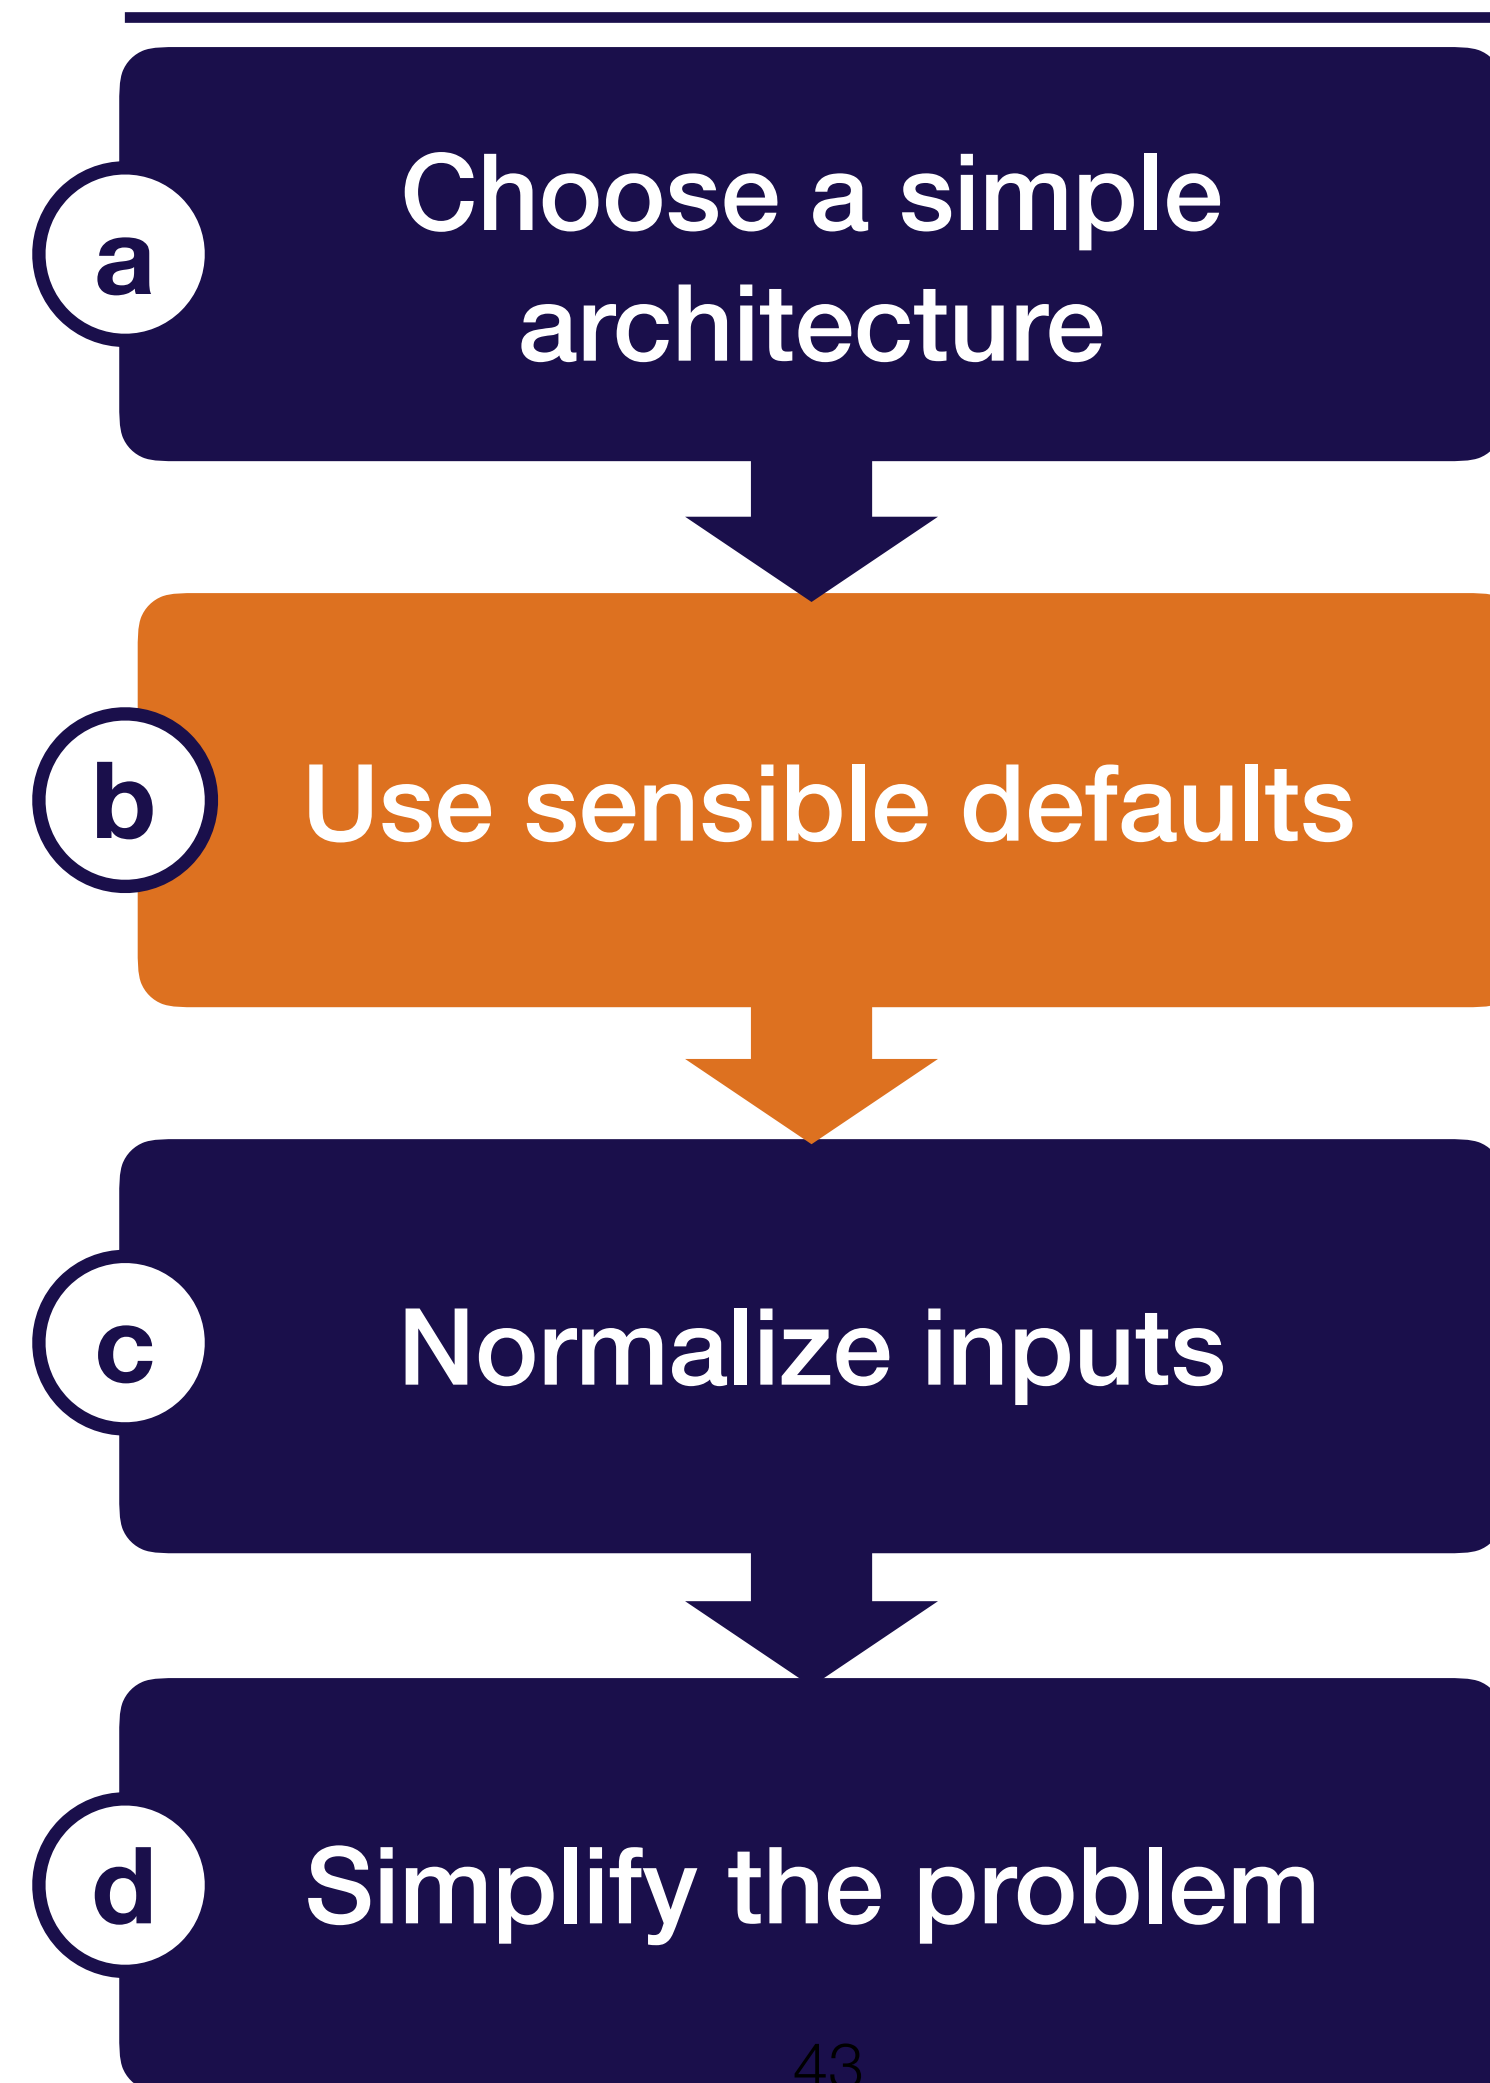 a
Choose a simple
architecture
b
Use sensible defaults
c
Normalize inputs
d
Simplify the problem
43